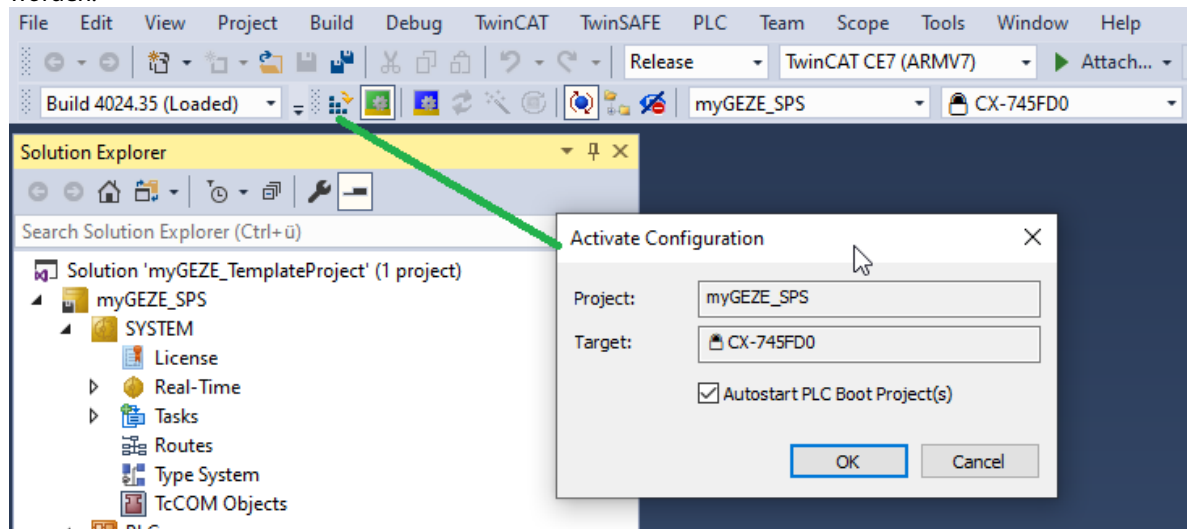 File Edit View Project Build Debug TwinCAT TwinSAFE PLC Team Scope Tools Window Help
Release TwinCAT CE7 (ARMV7) Attach...
Build 4024.35 (Loaded) myGEZE_SPS CX-745FD0
Solution Explorer
Search Solution Explorer (Ctrl+ü)
Solution 'myGEZE_TemplateProject' (1 project)
myGEZE_SPS
SYSTEM
License
Real-Time
Tasks
Routes
Type System
TcCOM Objects
Activate Configuration
Project: myGEZE_SPS
Target: CX-745FD0
Autostart PLC Boot Project(s)
OK Cancel